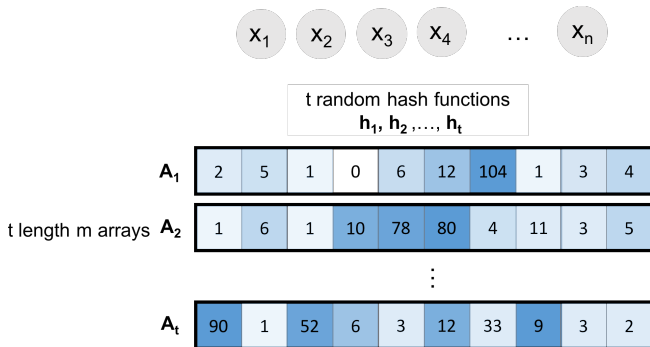 x1 x2 x3 x4 ... xn
t random hash functions
h1, h2 ,..., ht
A1 2 5 1 0 6 12 104 1 3 4
t length m arrays A2 1 6 1 10 78 80 4 11 3 5
⋮
At 90 1 52 6 3 12 33 9 3 2